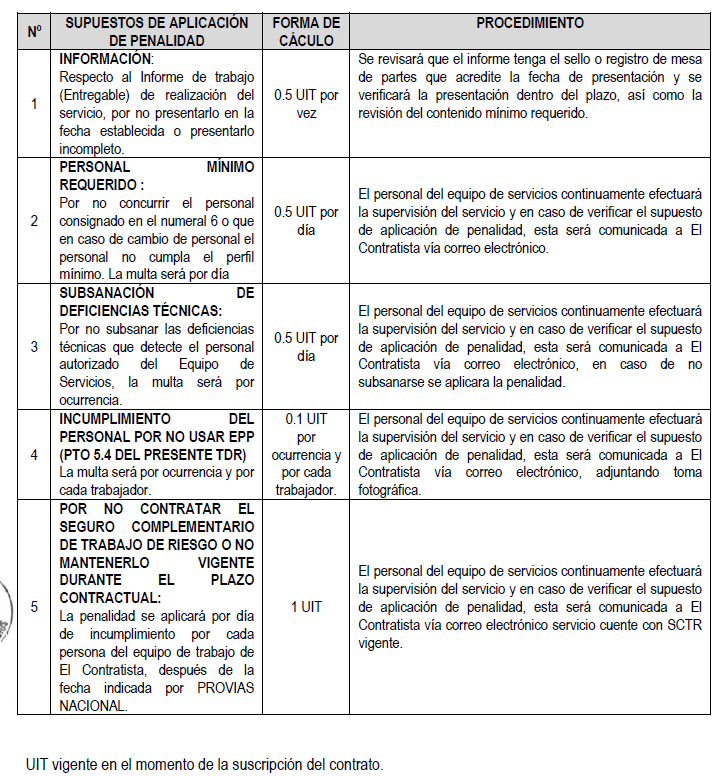 Nº
SUPUESTOS DE APLICACIÓN
DE PENALIDAD
FORMA DE
CÁCULO
PROCEDIMIENTO
1
INFORMACIÓN:
Respecto al Informe de trabajo
(Entregable) de realización del
servicio, por no presentarlo en la
fecha establecida o presentarlo
incompleto.
0.5 UIT por
vez
Se revisará que el informe tenga el sello o registro de mesa
de partes que acredite la fecha de presentación y se
verificará la presentación dentro del plazo, así como la
revisión del contenido mínimo requerido.
2
PERSONAL MÍNIMO
REQUERIDO :
Por no concurrir el personal
consignado en el numeral 6 o que
en caso de cambio de personal el
personal no cumpla el perfil
mínimo. La multa será por día
0.5 UIT por
día
El personal del equipo de servicios continuamente efectuará
la supervisión del servicio y en caso de verificar el supuesto
de aplicación de penalidad, esta será comunicada a El
Contratista vía correo electrónico.
3
SUBSANACIÓN DE
DEFICIENCIAS TÉCNICAS:
Por no subsanar las deficiencias
técnicas que detecte el personal
autorizado del Equipo de
Servicios, la multa será por
ocurrencia.
0.5 UIT por
día
El personal del equipo de servicios continuamente efectuará
la supervisión del servicio y en caso de verificar el supuesto
de aplicación de penalidad, esta será comunicada a El
Contratista vía correo electrónico, en caso de no
subsanarse se aplicara la penalidad.
4
INCUMPLIMIENTO DEL
PERSONAL POR NO USAR EPP
(PTO 5.4 DEL PRESENTE TDR)
La multa será por ocurrencia y por
cada trabajador.
0.1 UIT
por
ocurrencia y
por cada
trabajador.
El personal del equipo de servicios continuamente efectuará
la supervisión del servicio y en caso de verificar el supuesto
de aplicación de penalidad, esta será comunicada a El
Contratista vía correo electrónico, adjuntando toma
fotográfica.
5
POR NO CONTRATAR EL
SEGURO COMPLEMENTARIO
DE TRABAJO DE RIESGO O NO
MANTENERLO VIGENTE
DURANTE EL PLAZO
CONTRACTUAL:
La penalidad se aplicará por día
de incumplimiento por cada
persona del equipo de trabajo de
El Contratista, después de la
fecha indicada por PROVIAS
NACIONAL.
1 UIT
El personal del equipo de servicios continuamente efectuará
la supervisión del servicio y en caso de verificar el supuesto
de aplicación de penalidad, esta será comunicada a El
Contratista vía correo electrónico servicio cuente con SCTR
vigente.
UIT vigente en el momento de la suscripción del contrato.